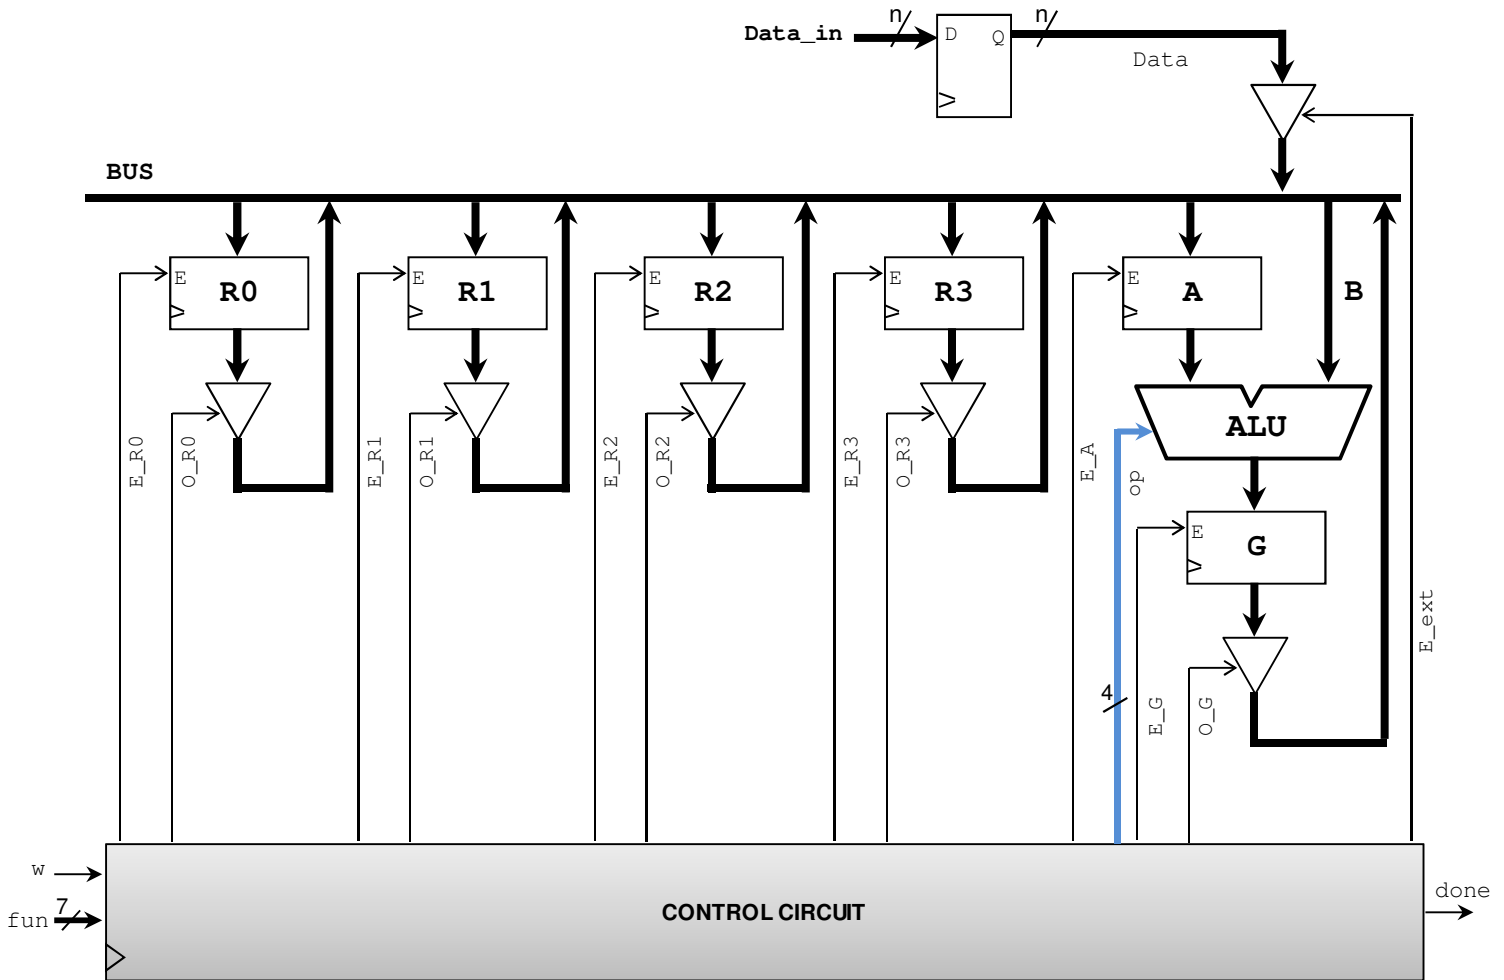 n
n
Data_in
D
Q
Data
BUS
E
R0
E
R1
E
R2
E
R3
E
A
B
ALU
E_R0
O_R0
E_R1
O_R1
E_R2
O_R2
E_R3
O_R3
E_A
op
E
G
E_ext
4
E_G
O_G
w
7
fun
CONTROL CIRCUIT
done